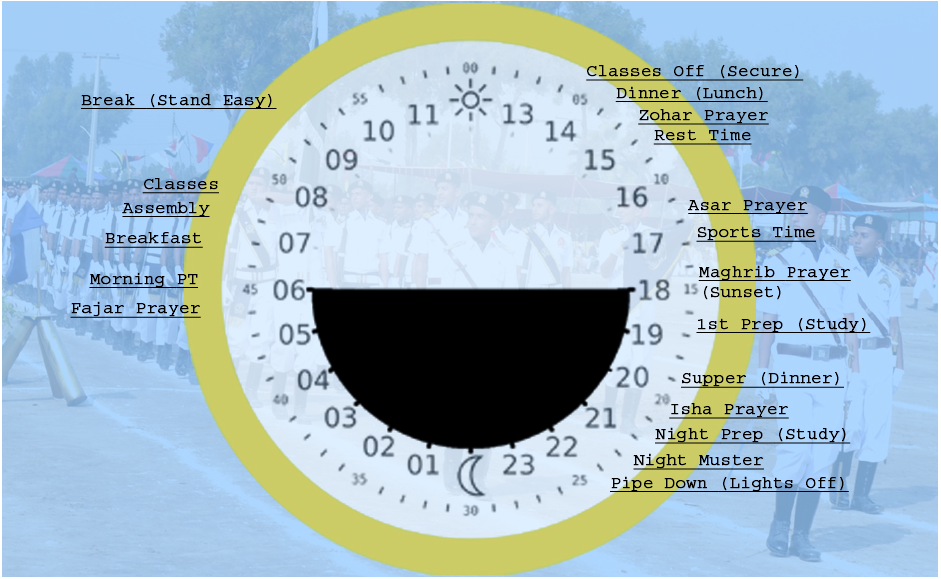 Classes Off (Secure)
Dinner (Lunch)
Zohar Prayer
Rest Time
Asar Prayer
Sports Time
Maghrib Prayer
(Sunset)
1st Prep (Study)
Supper (Dinner)
Isha Prayer
Night Prep (Study)
Night Muster
Pipe Down (Lights Off)
Break (Stand Easy)
Classes
Assembly
Breakfast
Morning PT
Fajar Prayer
00
05
10
15
20
25
30
35
40
45
50
55
13
14
15
16
17
18
19
20
21
22
23
01
02
03
04
05
06
07
08
09
10
11